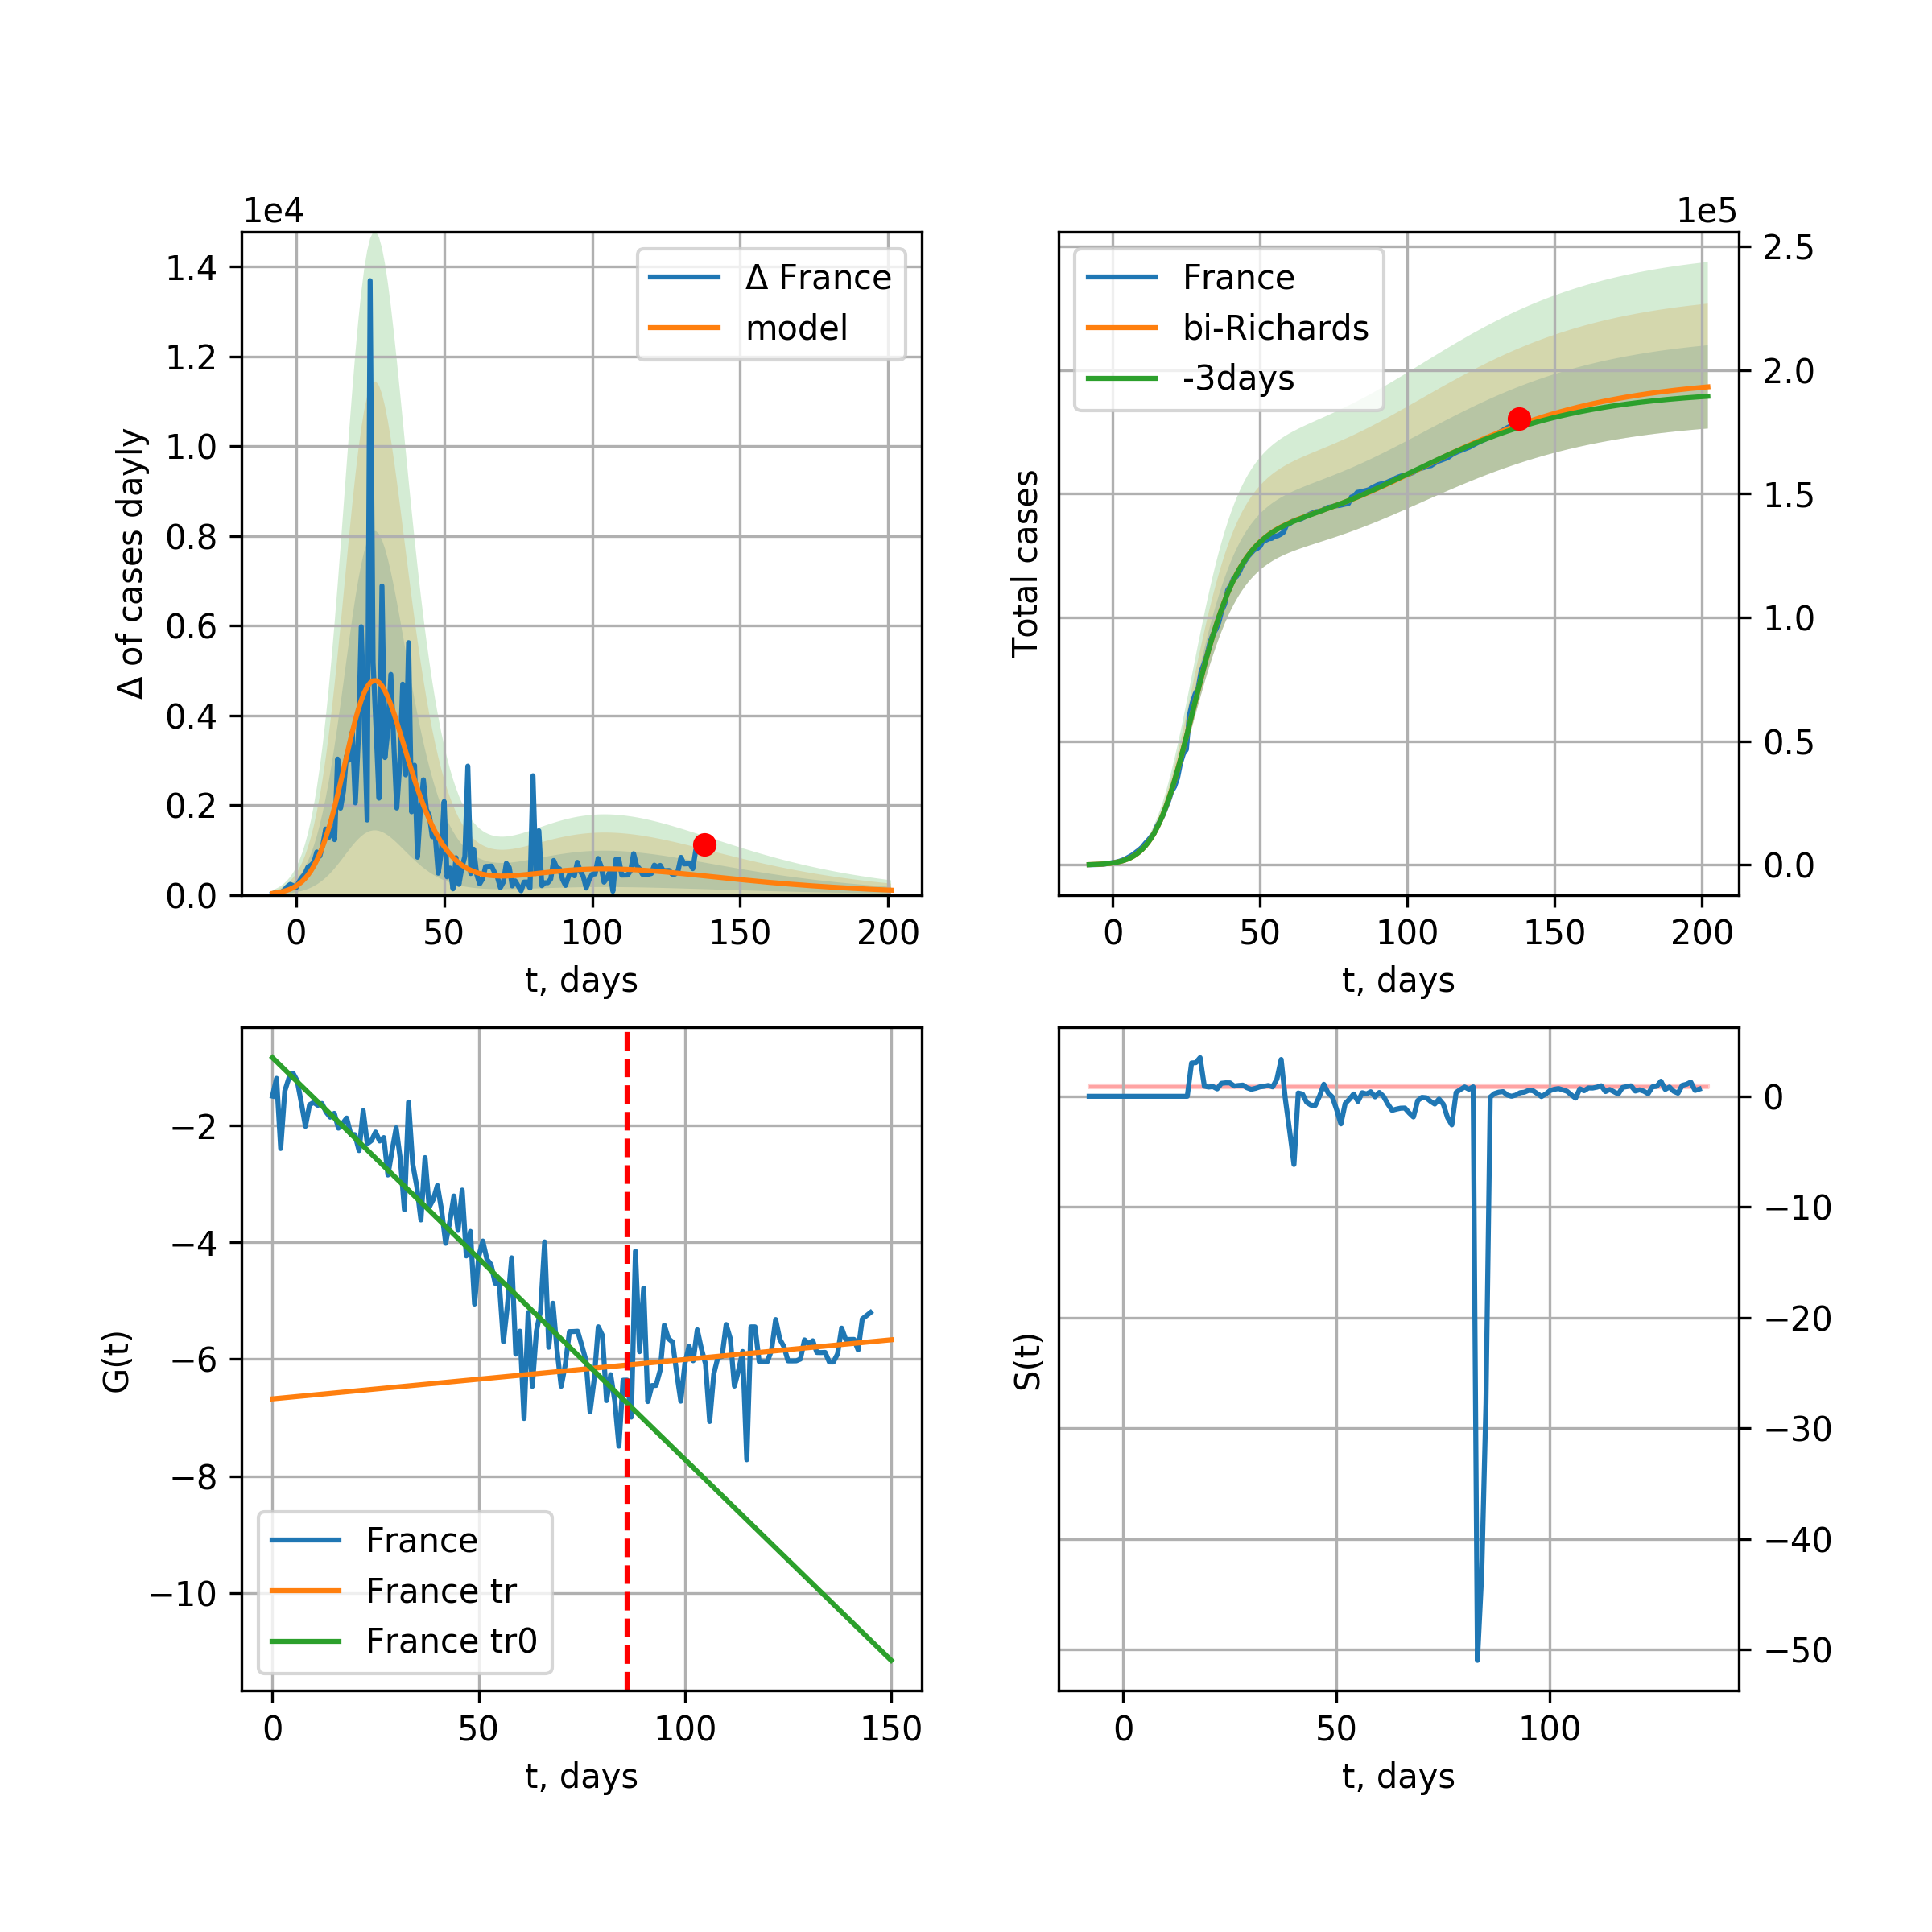 1e4
1.4
1.2
1.0
0.8
0.6
0.4
0.2
0.0
Δ of cases dayly
Δ France
model
0
50
100
150
200
t, days
1e5
2.5
2.0
1.5
1.0
0.5
0.0
Total cases
France
bi-Richards
-3days
0
50
100
150
200
t, days
−2
−4
−6
−8
−10
G(t)
France
France tr
France tr0
0
50
100
150
t, days
0
−10
−20
−30
−40
−50
S(t)
0
50
100
t, days